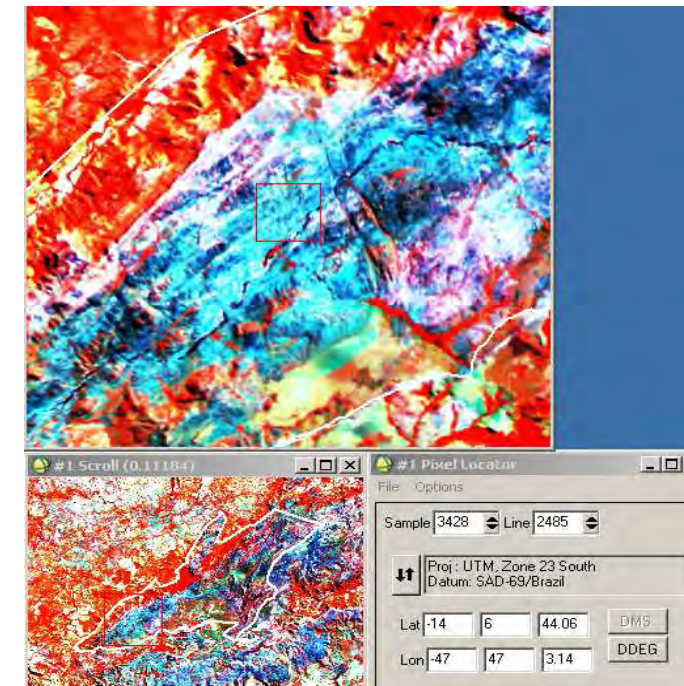 #1 Scroll (0.11184)
#1 Pixel Locator
File Options
Sample 3428 Line 2485
Proj : UTM, Zone 23 South
Datum: SAD-69/Brazil
Lat -14 6 44.06 DMS
Lon -47 47 3.14 DDEG